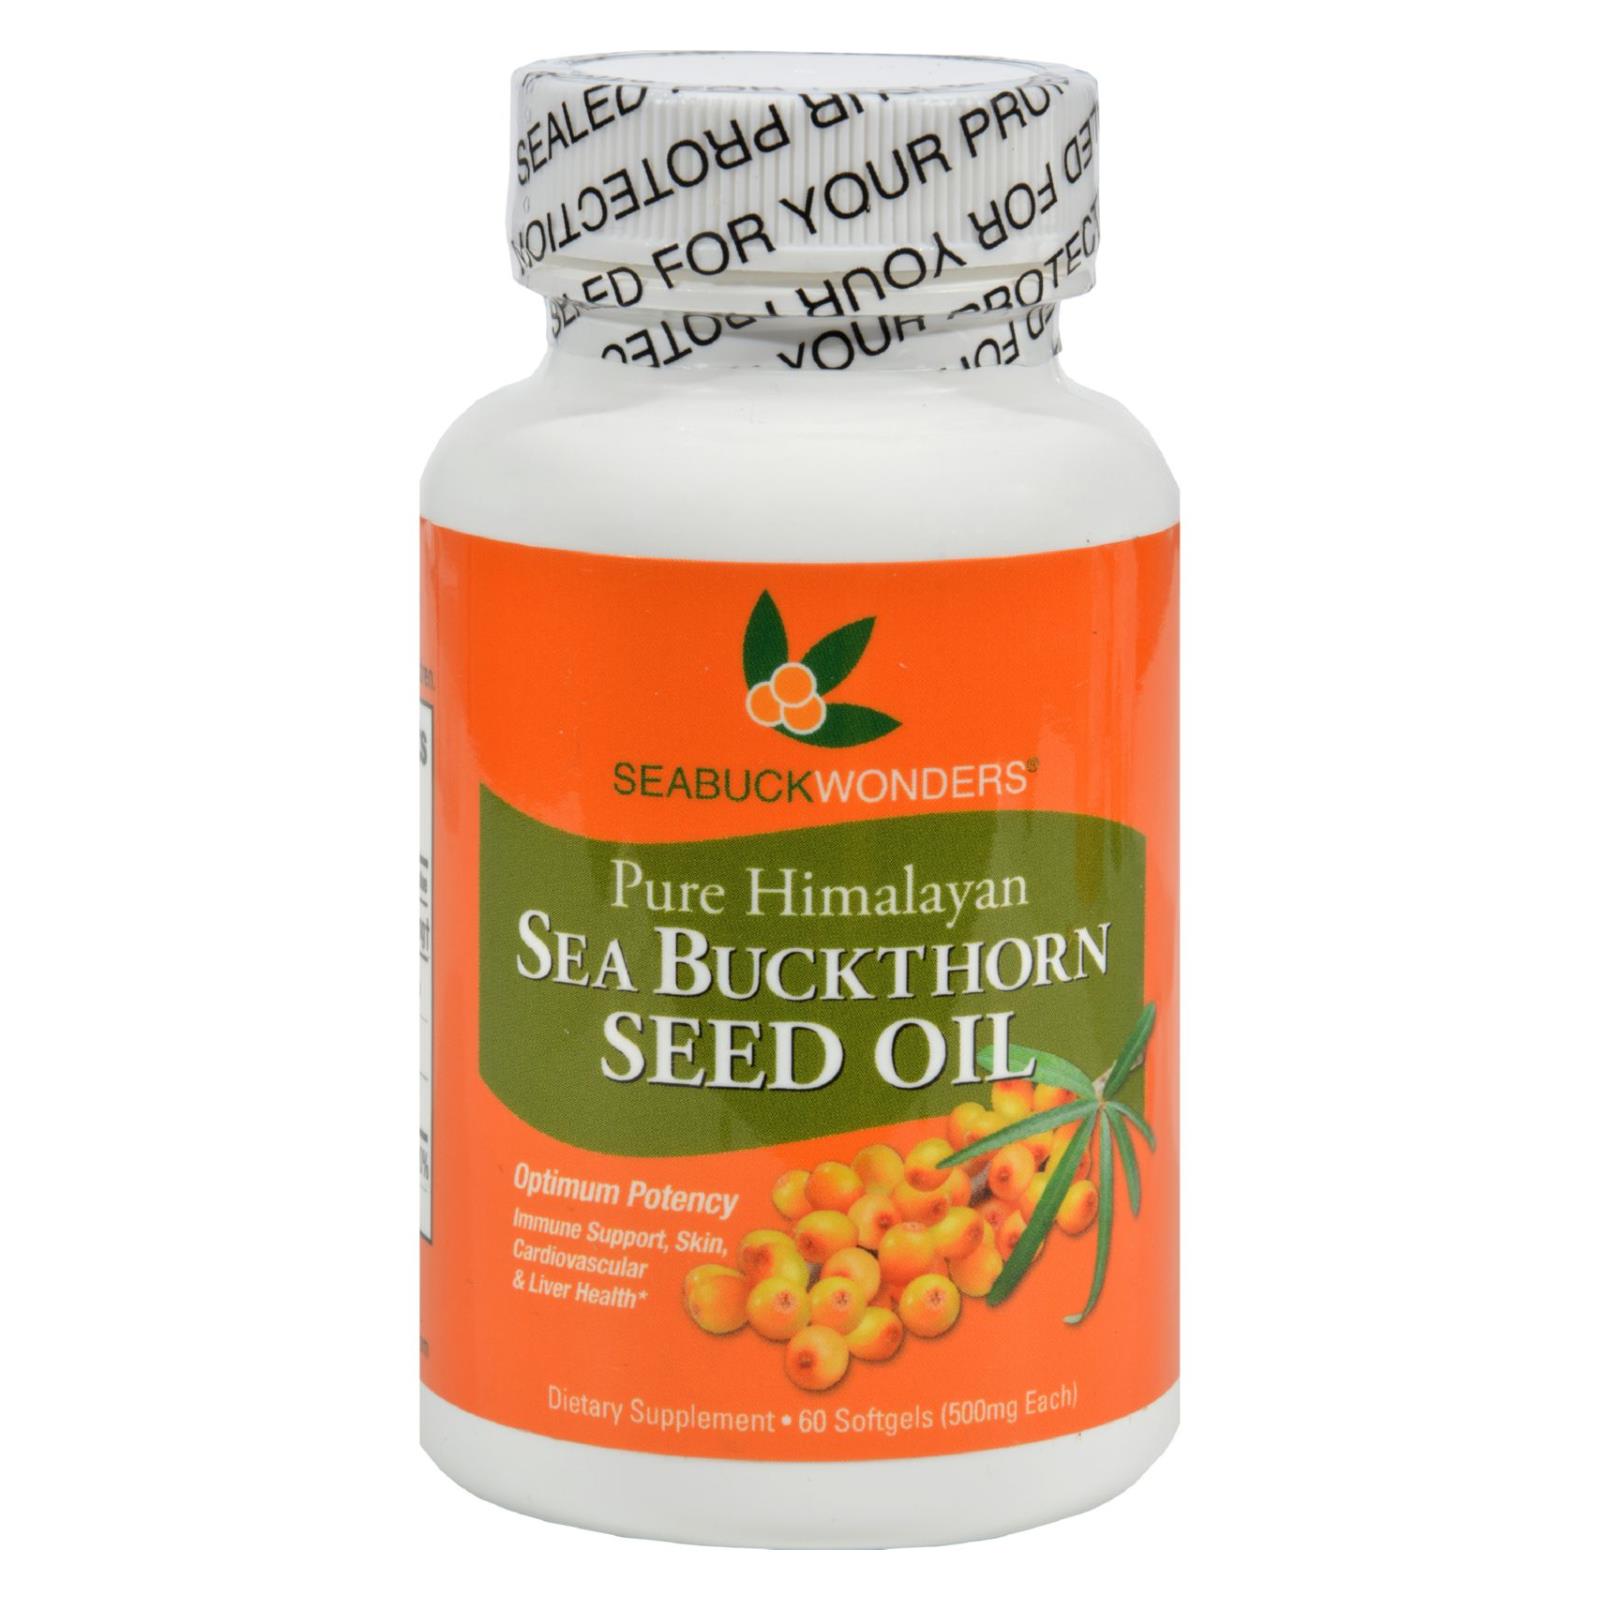 SEALED
YOUR PROTECTION
SEALED FOR YOUR
YOUR FOR
SEABUCKWONDERS®
Pure Himalayan
SEA BUCKTHORN
SEED OIL
Optimum Potency
Immune Support, Skin,
Cardiovascular
& Liver Health*
Dietary Supplement • 60 Softgels (500mg Each)